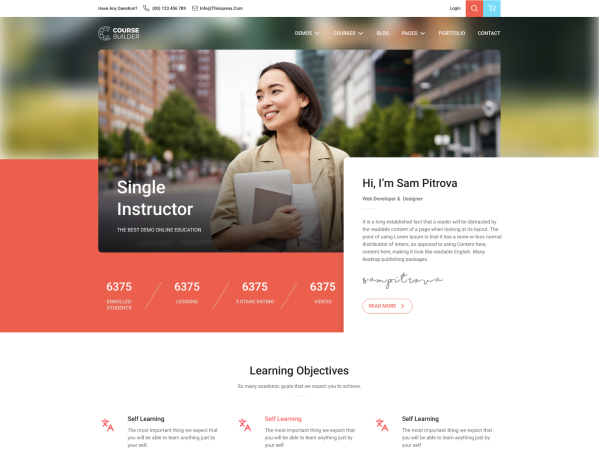 Have Any Question?
(00) 123 456 789
info@Thimpress.com
Login
COURSE
BUILDER
DEMOS
COURSES
BLOG
PAGES
PORTFOLIO
CONTACT
Single
Instructor
THE BEST DEMO ONLINE EDUCATION
Hi, I'm Sam Pitrova
Web Developer & Designer
It is a long established fact that a reader will be distracted by
the readable content of a page when looking at its layout. The
point of using Lorem Ipsum is that it has a more-or-less normal
distribution of letters, as opposed to using Content here,
content here, making it look like readable English. Many
desktop publishing packages.
sampitrova
READ MORE
6375
ENROLLED
STUDENTS
6375
LESSONS
6375
5 STARS RATING
6375
VIDEOS
Learning Objectives
So many academic goals that we expect you to achieve.
Self Learning
The most important thing we expect that
you will be able to learn anything just by
your self.
Self Learning
The most important thing we expect that
you will be able to learn anything just by
your self.
Self Learning
The most important thing we expect that
you will be able to learn anything just by
your self.